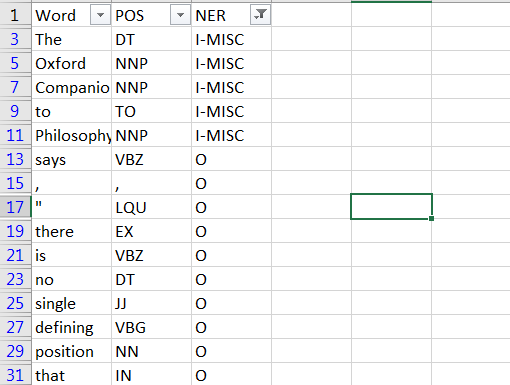 1 Word POS NER
3 The DT I-MISC
5 Oxford NNP I-MISC
7 Companio NNP I-MISC
9 to TO I-MISC
11 Philosophy NNP I-MISC
13 says VBZ O
15 , , O
17 " LQU O
19 there EX O
21 is VBZ O
23 no DT O
25 single JJ O
27 defining VBG O
29 position NN O
31 that IN O